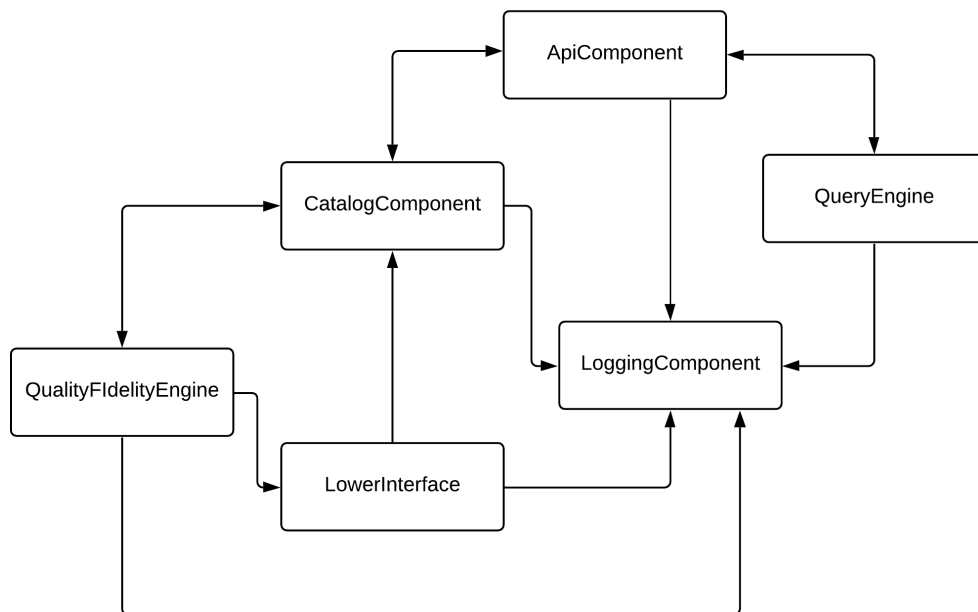 ApiComponent
QueryEngine
CatalogComponent
LoggingComponent
QualityFIdelityEngine
LowerInterface